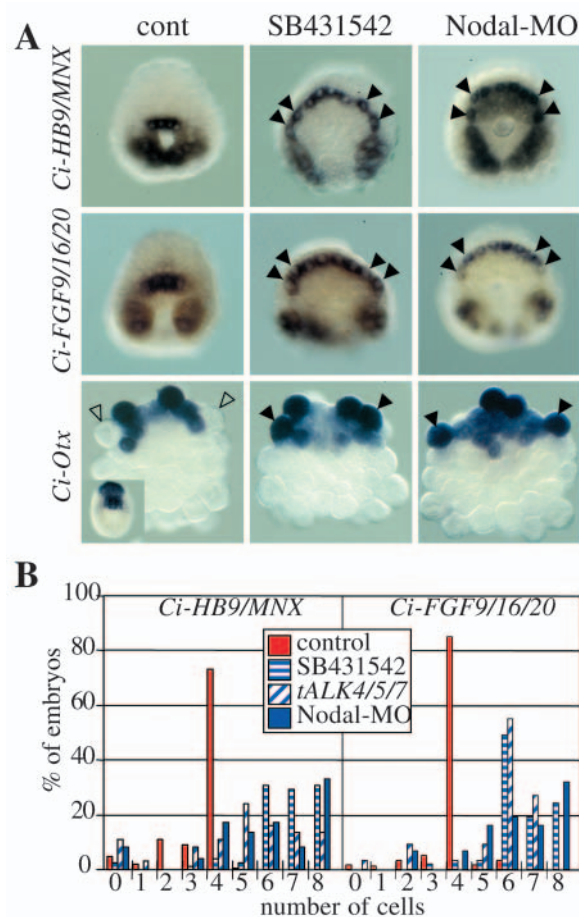 A
cont
SB431542
Nodal-MO
Ci-HB9/MNX
Ci-FGF9/16/20
Ci-Otx
B
100
80
60
40
20
0
% of embryos
Ci-HB9/MNX
Ci-FGF9/16/20
control
SB431542
tALK4/5/7
Nodal-MO
0 1 2 3 4 5 6 7 8 0 1 2 3 4 5 6 7 8
number of cells